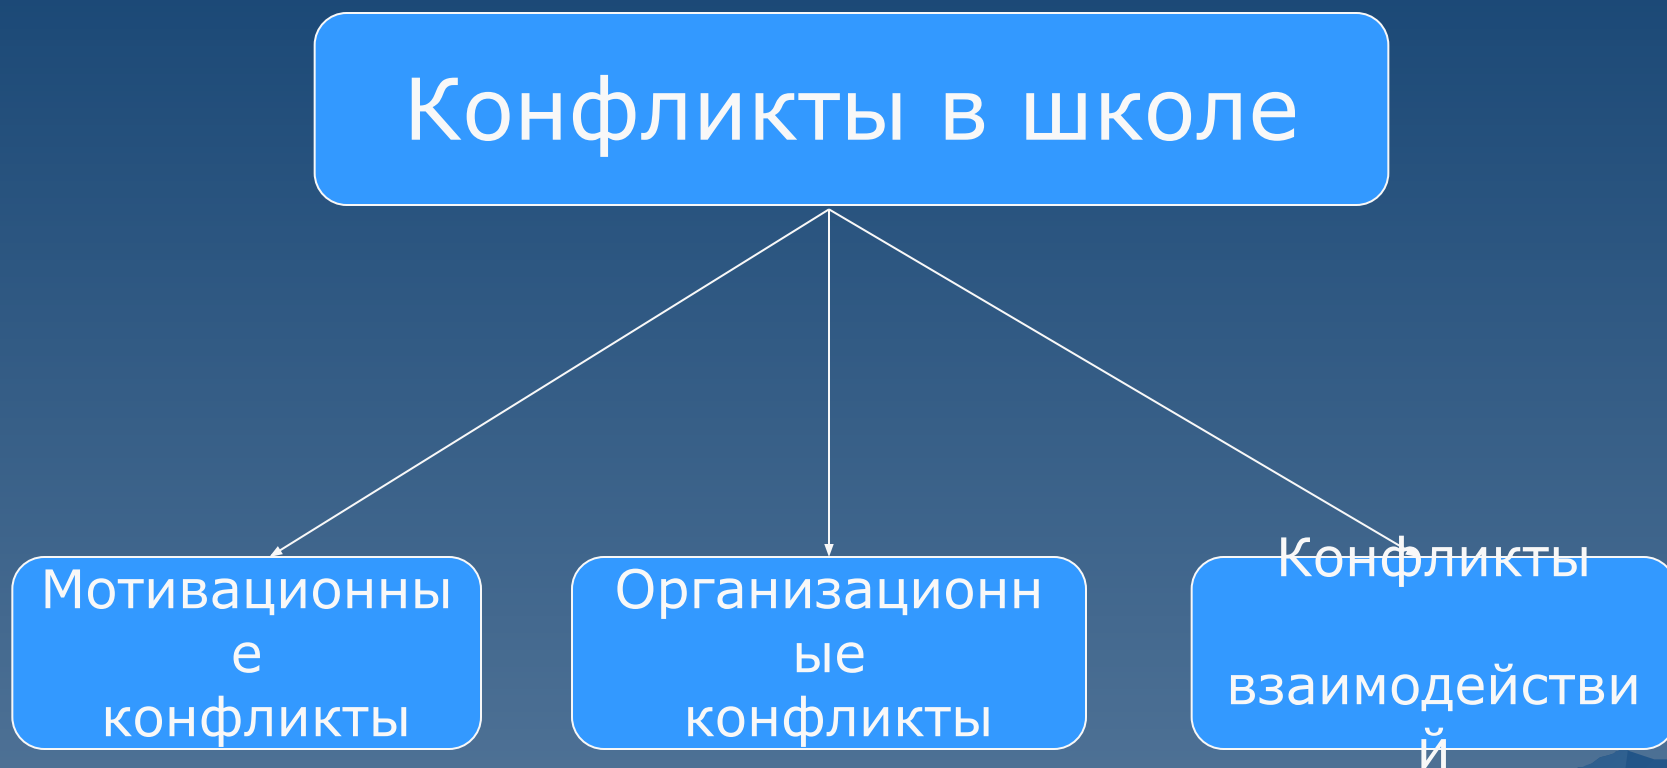 Конфликты в школе
Мотивационны
е
конфликты
Организационн
ые
конфликты
Конфликты
взаимодействи
й